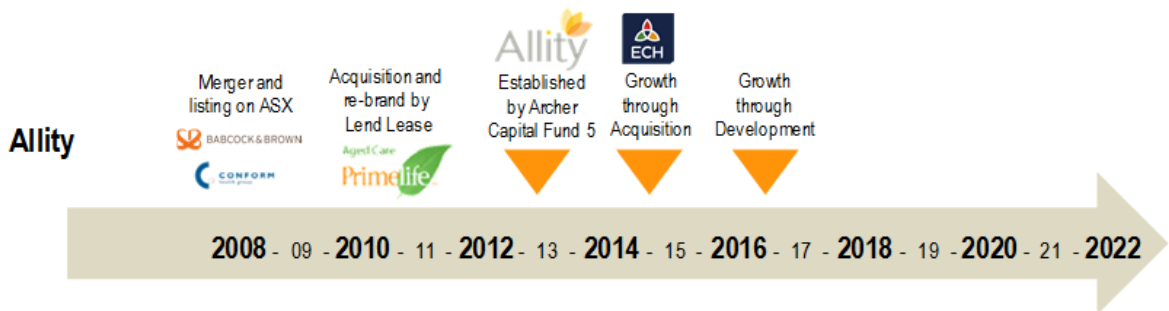 Allity
Merger and
listing on ASX
BABCOCK & BROWN
CONFORM
health group
Acquisition and
re-brand by
Lend Lease
Aged Care
Primelife
Allity
Established
by Archer
Capital Fund 5
ECH
Growth
through
Acquisition
Growth
through
Development
2008 - 09 - 2010 - 11 - 2012 - 13 - 2014 - 15 - 2016 - 17 - 2018 - 19 - 2020 - 21 - 2022